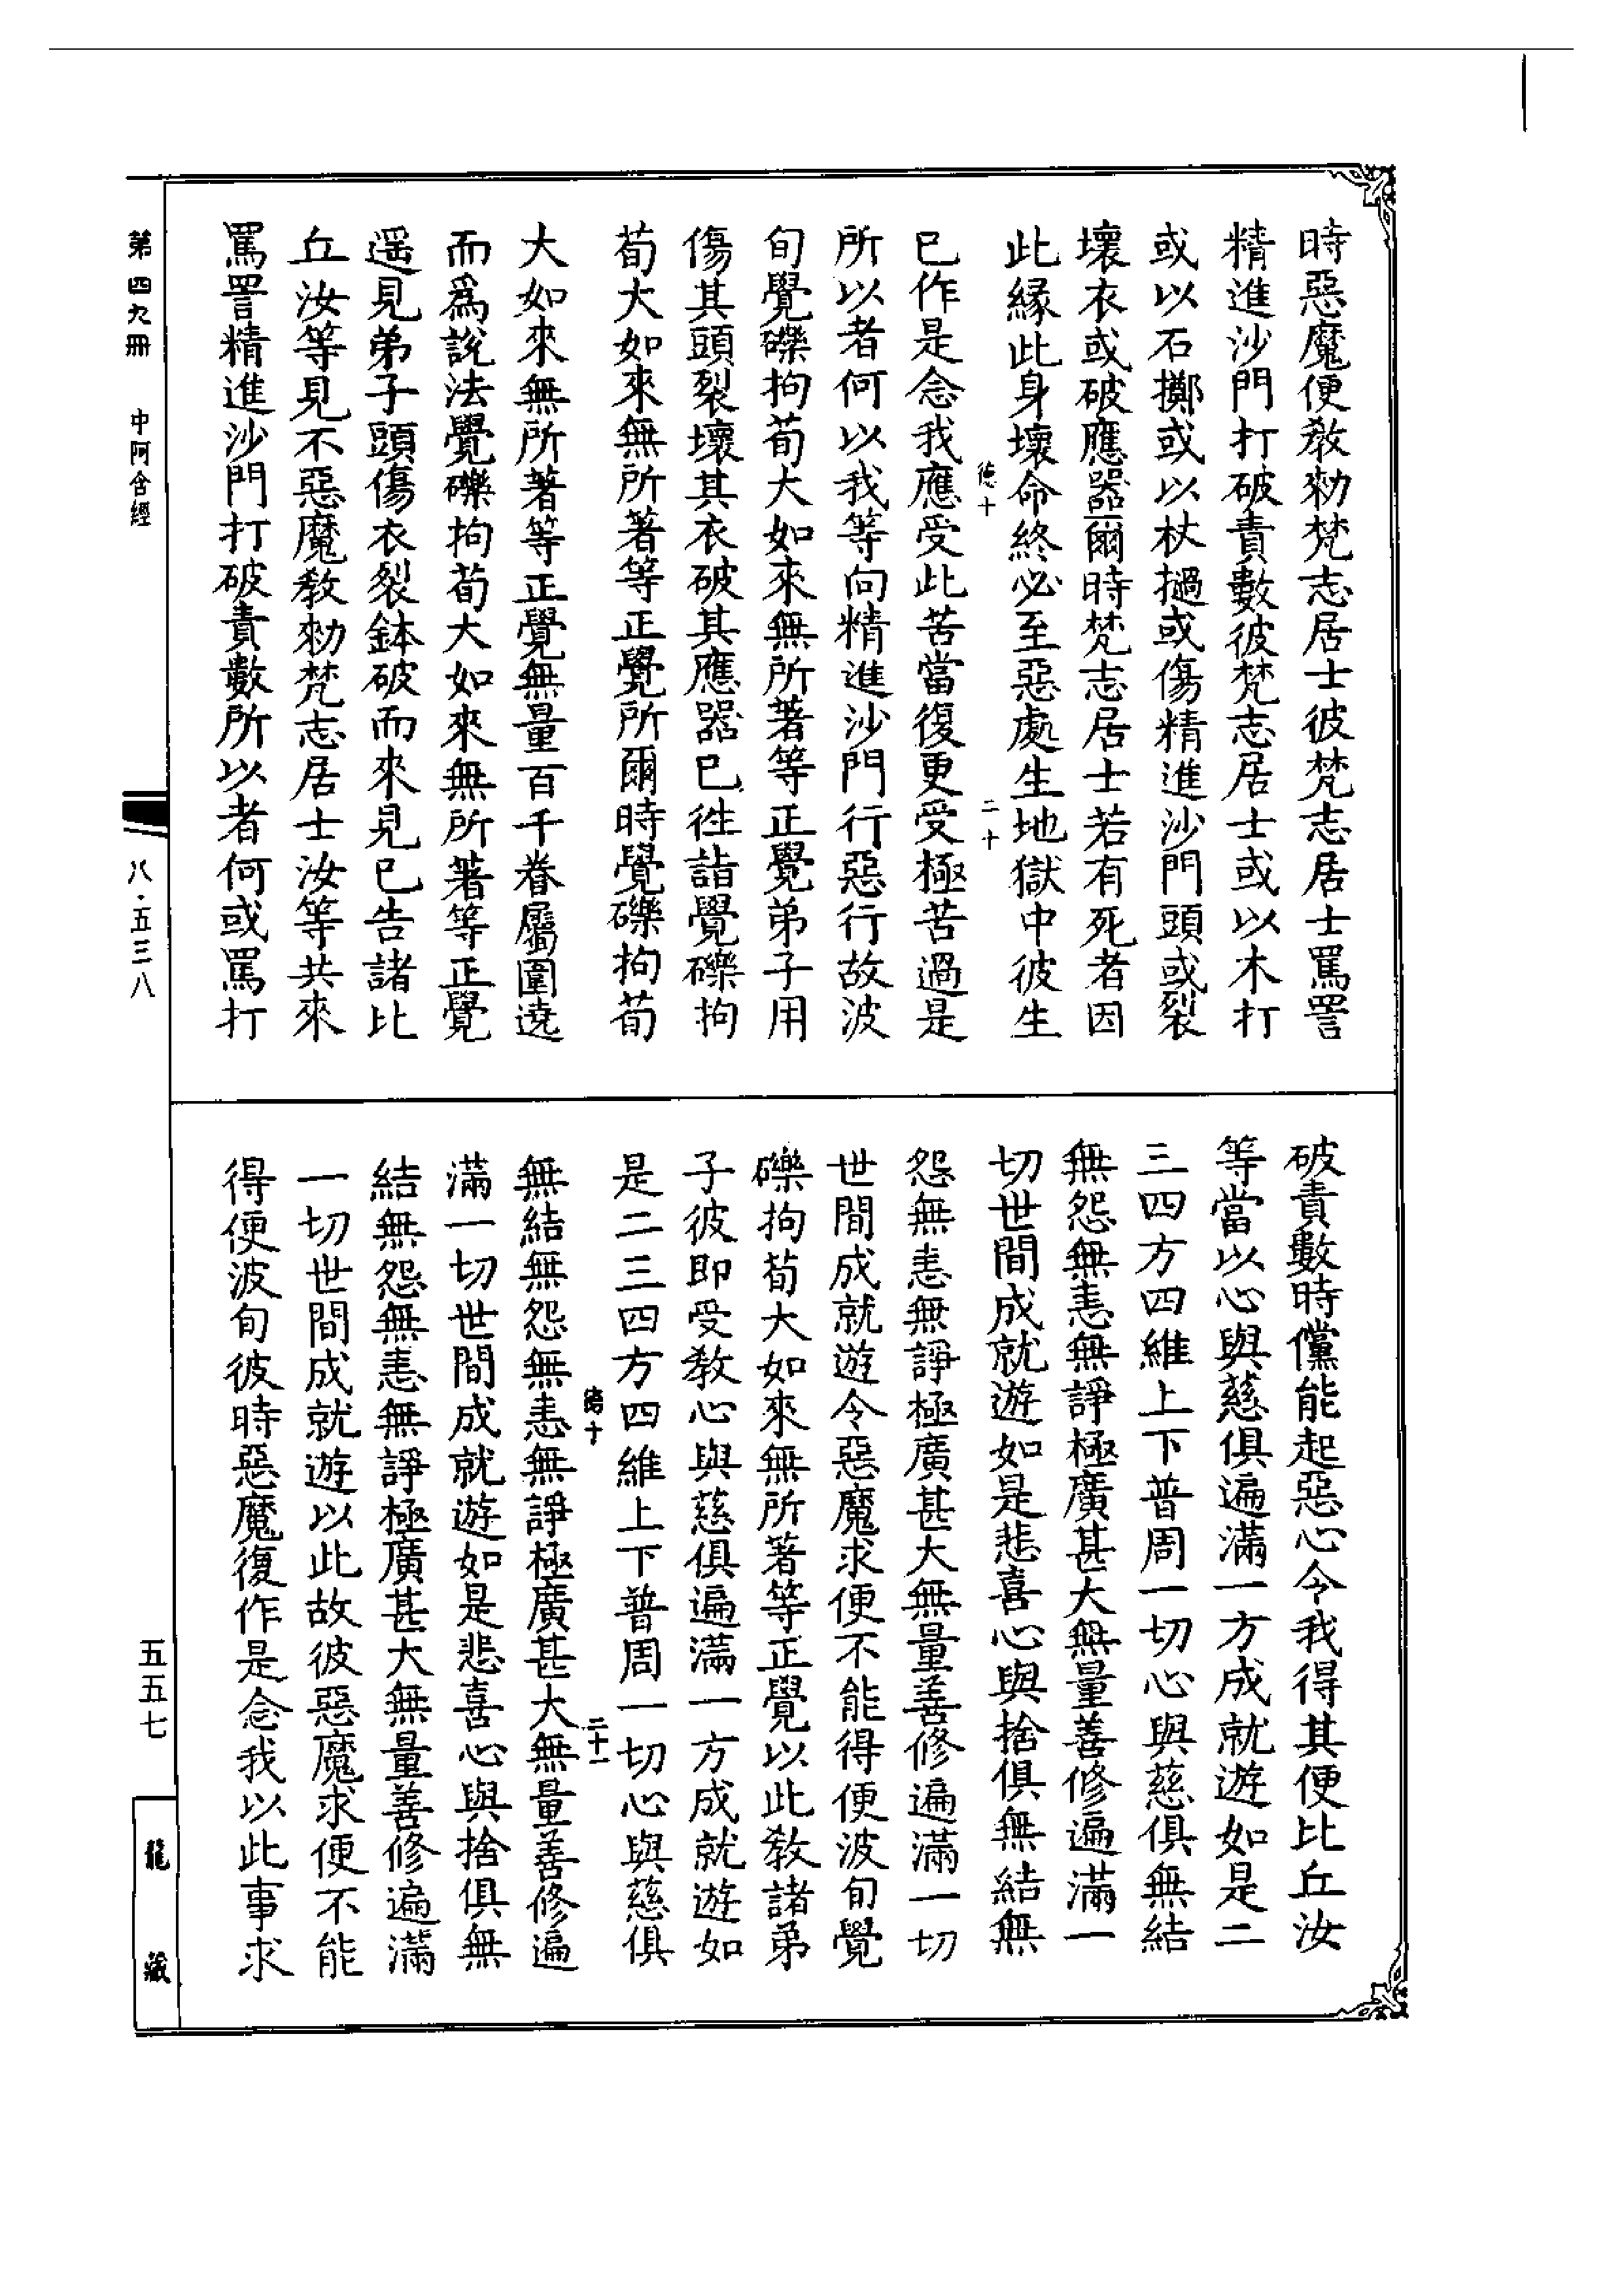 時惡魔便敎勑梵志居士彼梵志居士罵詈
精進沙門打破責數彼梵志居士或以木打
或以石擲或以杖撾或傷精進沙門頭或裂
壞衣或破應器爾時梵志居士若有死者因
此緣此身壞命終必至惡處生地獄中彼生
德十
二十
已作是念我應受此苦當復更受極苦過是
所以者何以我等向精進沙門行惡行故波
旬覺礫拘荀大如來無所著等正覺弟子用
傷其頭裂壞其衣破其應器已徃詣覺礫拘
荀大如來無所著等正覺所爾時覺礫拘荀
大如來無所著等正覺無量百千眷屬圍遶
而爲說法覺礫拘荀大如來無所著等正覺
遥見弟子頭傷衣裂鉢破而來見已告諸比
丘汝等見不惡魔敎勑梵志居士汝等共來
罵詈精進沙門打破責數所以者何或罵打
破責數時儻能起惡心令我得其便比丘汝
等當以心與慈俱遍滿一方成就遊如是二
三四方四維上下普周一切心與慈俱無結
無怨無恚無諍極廣甚大無量善修遍滿一
切世間成就遊如是悲喜心與捨俱無結無
怨無恚無諍極廣甚大無量善修遍滿一切
世間成就遊令惡魔求便不能得便波旬覺
礫拘荀大如來無所著等正覺以此敎諸弟
子彼即受敎心與慈俱遍滿一方成就遊如
是二三四方四維上下普周一切心與慈俱
德十
二十一
無結無怨無恚無諍極廣甚大無量善修遍
滿一切世間成就遊如是悲喜心與捨俱無
結無怨無恚無諍極廣甚大無量善修遍滿
一切世間成就遊以此故彼惡魔求便不能
得便波旬彼時惡魔復作是念我以此事求
第四九冊
中阿含經
八·五三八
五五七
龍藏